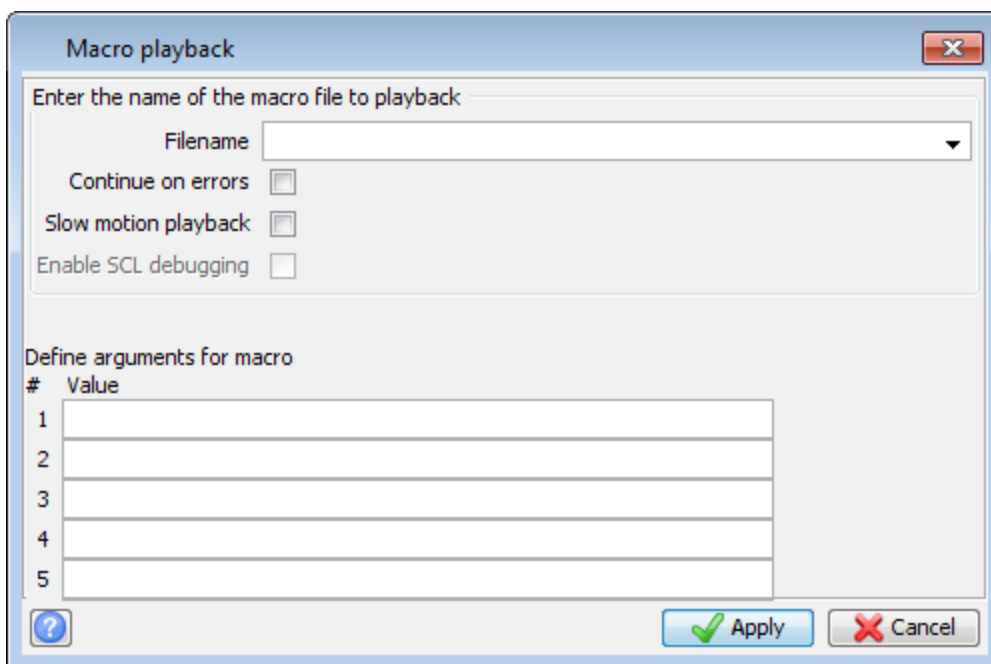 Macro playback
Enter the name of the macro file to playback
Filename
Continue on errors
Slow motion playback
Enable SCL debugging
Define arguments for macro
# Value
1
2
3
4
5
? Apply Cancel